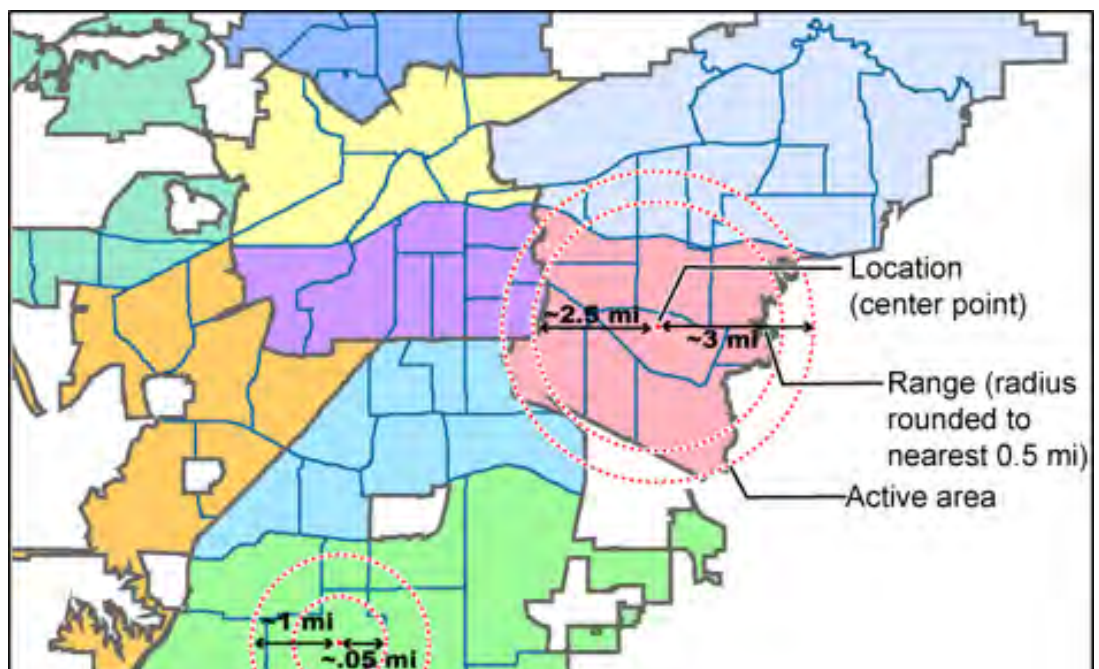 Location
(center point)
~2.5 mi
~3 mi
Range (radius
rounded to
nearest 0.5 mi)
Active area
~1 mi
~.05 mi